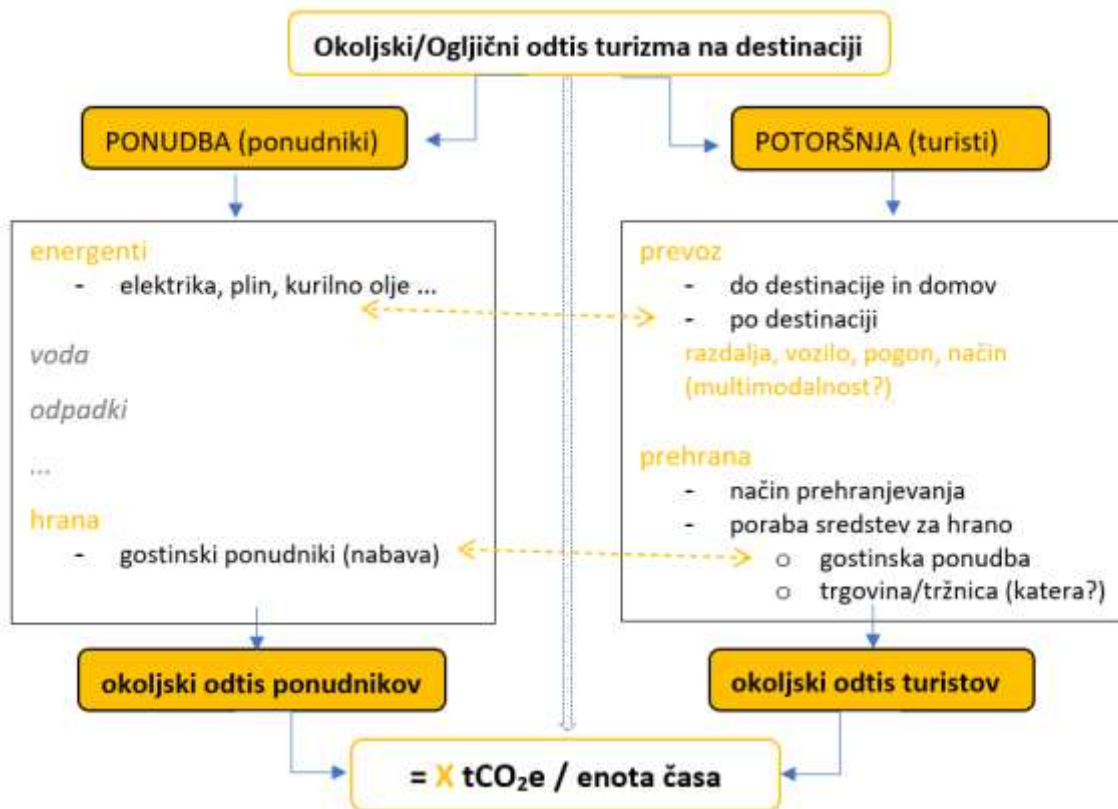 Okoljski/Ogljični odtis turizma na destinaciji
PONUDBA (ponudniki)
POTORŠNJA (turisti)
energenti
- elektrika, plin, kurilno olje ...
voda
odpadki
...
hrana
- gostinski ponudniki (nabava)
prevoz
- do destinacije in domov
- po destinaciji
razdalja, vozilo, pogon, način
(multimodalnost?)
prehrana
- način prehranjevanja
- poraba sredstev za hrano
o gostinska ponudba
o trgovina/tržnica (katera?)
okoljski odtis ponudnikov
okoljski odtis turistov
= X tCO₂e / enota časa